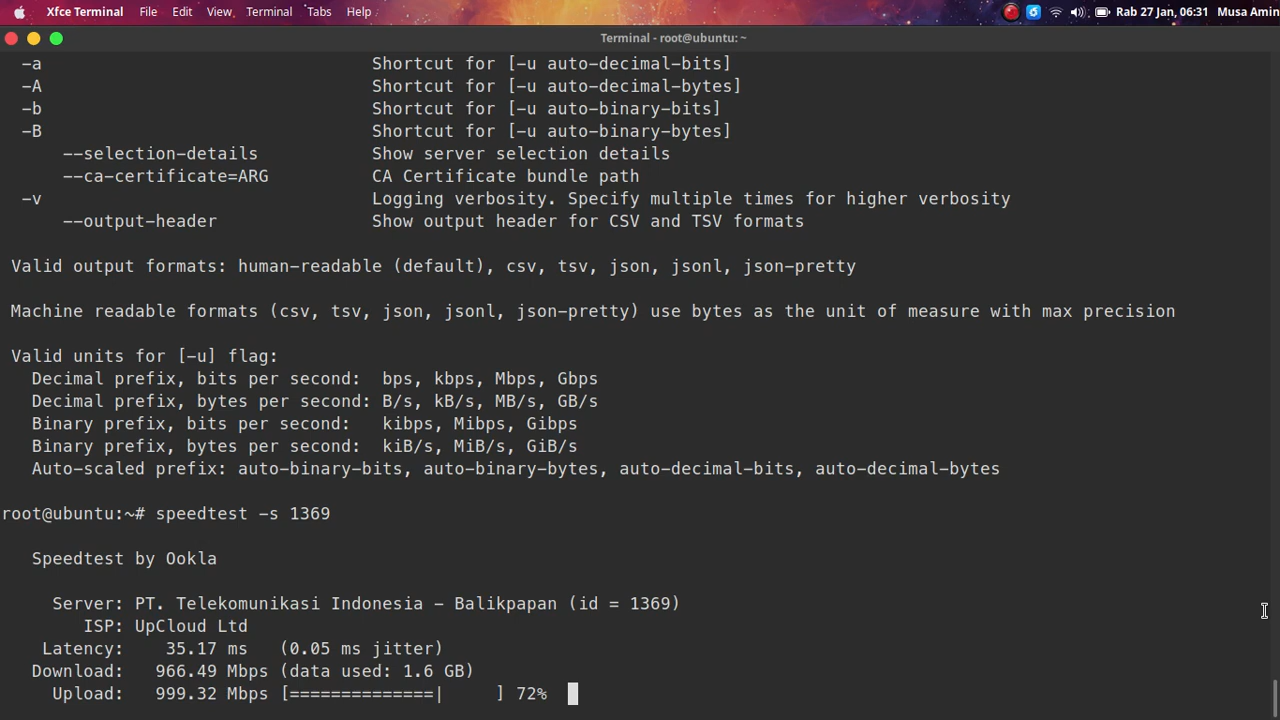 Xfce Terminal File Edit View Terminal Tabs Help Rab 27 Jan, 06:31 Musa Amin
Terminal - root@ubuntu: ~
-a Shortcut for [-u auto-decimal-bits]
-A Shortcut for [-u auto-decimal-bytes]
-b Shortcut for [-u auto-binary-bits]
-B Shortcut for [-u auto-binary-bytes]
--selection-details Show server selection details
--ca-certificate=ARG CA Certificate bundle path
-v Logging verbosity. Specify multiple times for higher verbosity
--output-header Show output header for CSV and TSV formats
Valid output formats: human-readable (default), csv, tsv, json, jsonl, json-pretty
Machine readable formats (csv, tsv, json, jsonl, json-pretty) use bytes as the unit of measure with max precision
Valid units for [-u] flag:
Decimal prefix, bits per second: bps, kbps, Mbps, Gbps
Decimal prefix, bytes per second: B/s, kB/s, MB/s, GB/s
Binary prefix, bits per second: kibps, Mibps, Gibps
Binary prefix, bytes per second: kiB/s, MiB/s, GiB/s
Auto-scaled prefix: auto-binary-bits, auto-binary-bytes, auto-decimal-bits, auto-decimal-bytes
root@ubuntu:~# speedtest -s 1369
Speedtest by Ookla
Server: PT. Telekomunikasi Indonesia - Balikpapan (id = 1369)
ISP: UpCloud Ltd
Latency: 35.17 ms (0.05 ms jitter)
Download: 966.49 Mbps (data used: 1.6 GB)
Upload: 999.32 Mbps [==============| ] 72%